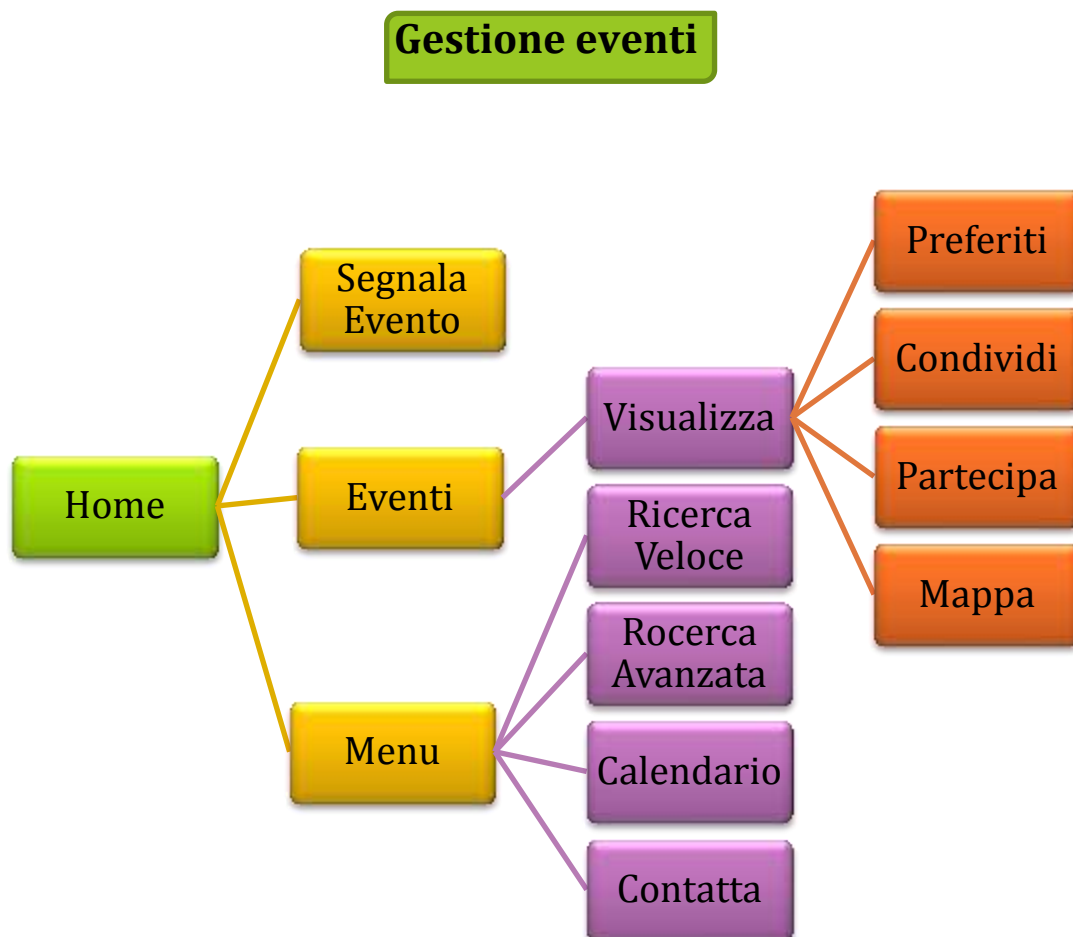 Gestione eventi
Home
Segnala
Evento
Eventi
Menu
Visualizza
Ricerca
Veloce
Rocerca
Avanzata
Calendario
Contatta
Preferiti
Condividi
Partecipa
Mappa